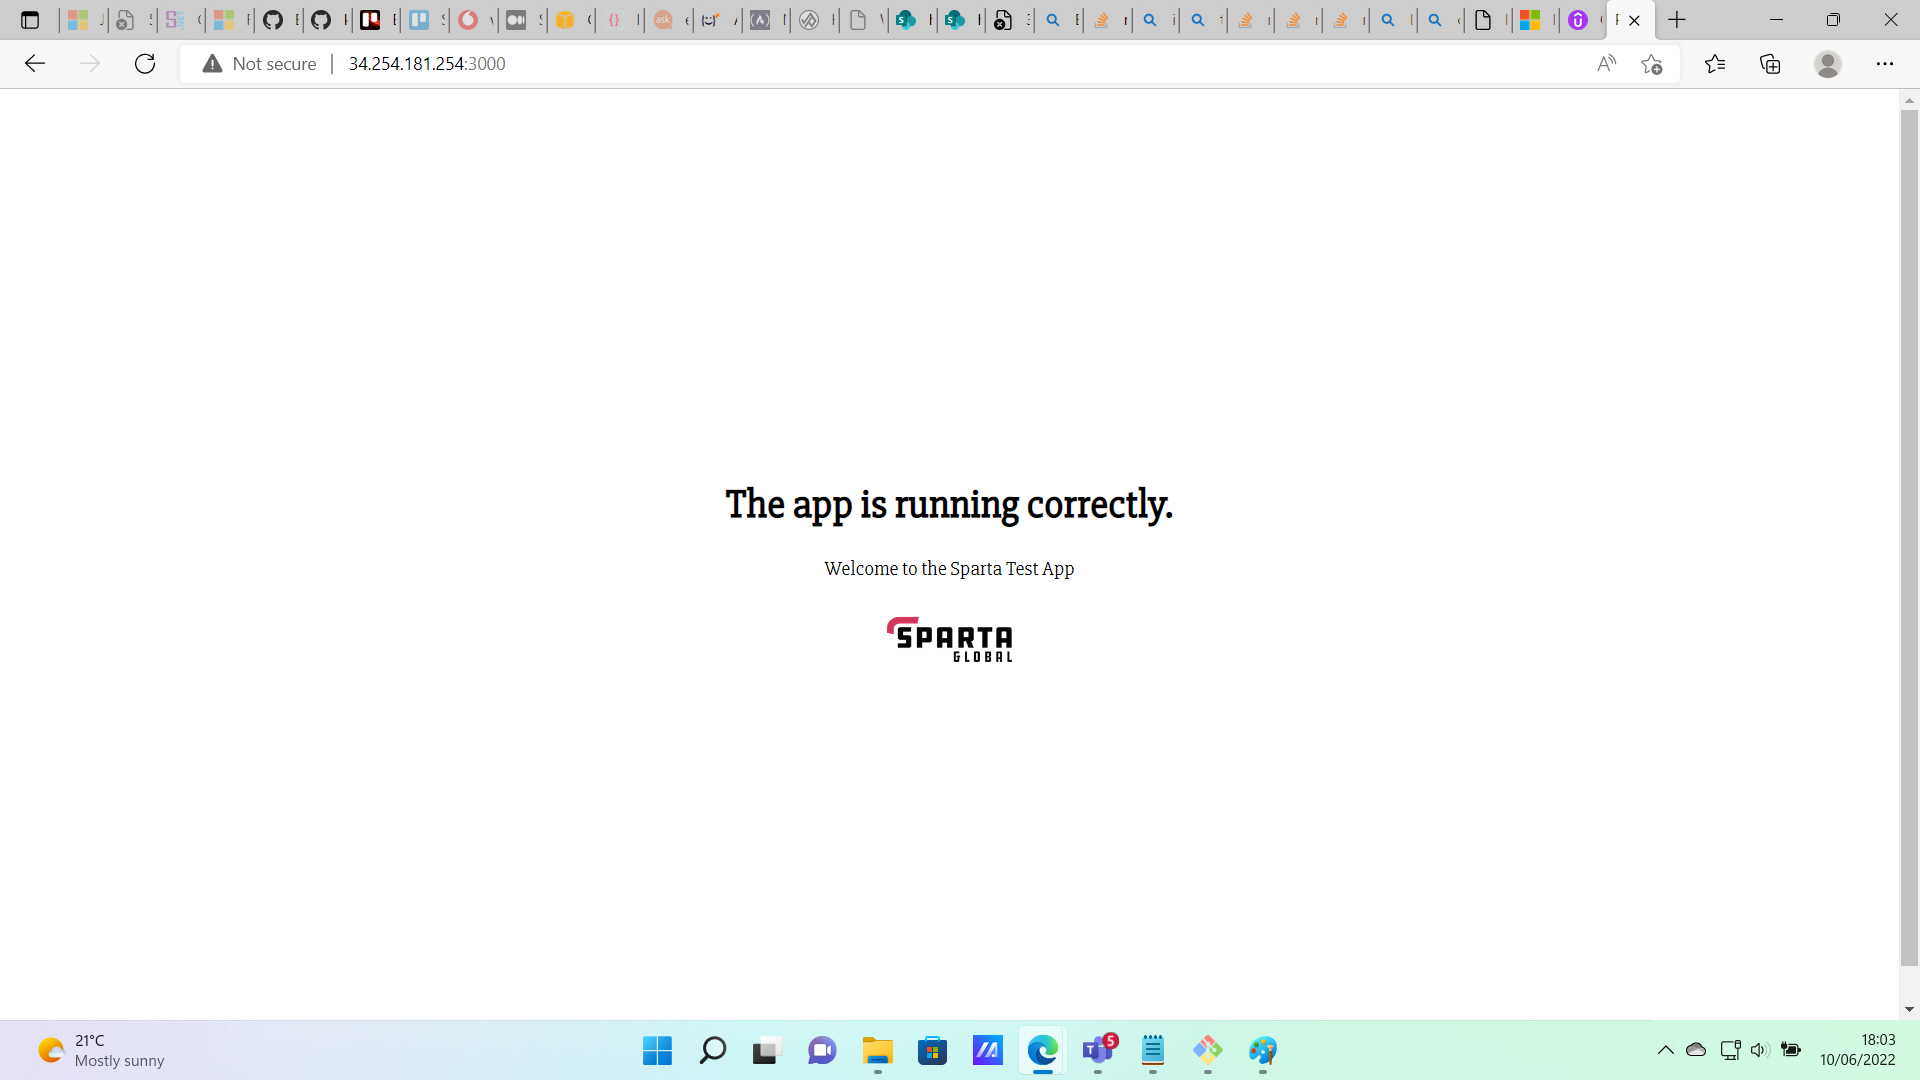 Not secure
34.254.181.254:3000
The app is running correctly.
Welcome to the Sparta Test App
SPARTA
GLOBAL
21°C
Mostly sunny
5
18:03
10/06/2022